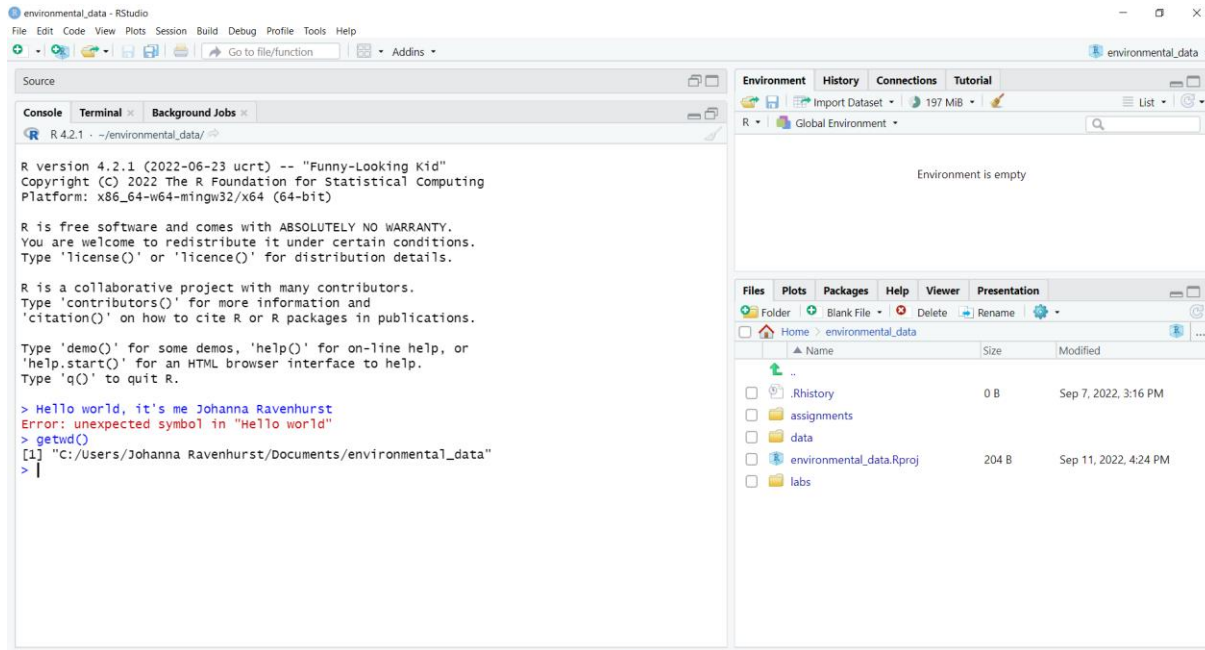 environmental_data - RStudio
File Edit Code View Plots Session Build Debug Profile Tools Help
Go to file/function Addins environmental_data
Source
Console Terminal Background Jobs
R 4.2.1 · ~/environmental_data/
R version 4.2.1 (2022-06-23 ucrt) -- "Funny-Looking Kid"
Copyright (C) 2022 The R Foundation for Statistical Computing
Platform: x86_64-w64-mingw32/x64 (64-bit)
R is free software and comes with ABSOLUTELY NO WARRANTY.
You are welcome to redistribute it under certain conditions.
Type 'license()' or 'licence()' for distribution details.
R is a collaborative project with many contributors.
Type 'contributors()' for more information and
'citation()' on how to cite R or R packages in publications.
Type 'demo()' for some demos, 'help()' for on-line help, or
'help.start()' for an HTML browser interface to help.
Type 'q()' to quit R.
> Hello world, it's me Johanna Ravenhurst
Error: unexpected symbol in "Hello world"
> getwd()
[1] "C:/Users/Johanna Ravenhurst/Documents/environmental_data"
>
Environment History Connections Tutorial
Import Dataset 197 MiB List
R Global Environment
Environment is empty
Files Plots Packages Help Viewer Presentation
Folder Blank File Delete Rename
Home > environmental_data ...
Name Size Modified
..
.Rhistory 0 B Sep 7, 2022, 3:16 PM
assignments
data
environmental_data.Rproj 204 B Sep 11, 2022, 4:24 PM
labs